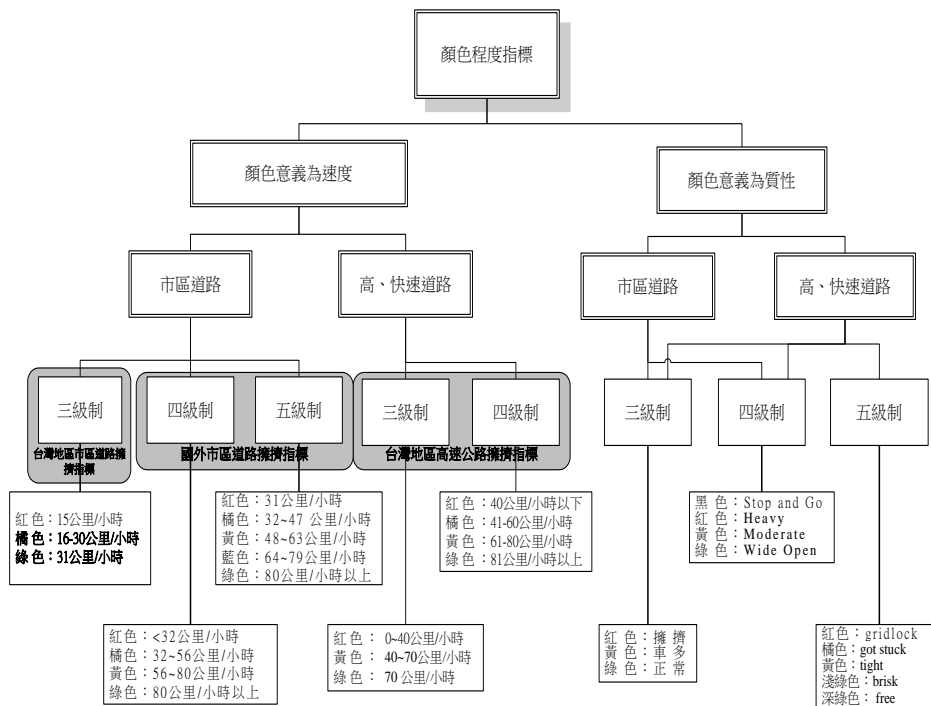 顏色程度指標
顏色意義為速度
顏色意義為質性
市區道路
高、快速道路
市區道路
高、快速道路
三級制
四級制
五級制
三級制
四級制
三級制
四級制
五級制
台灣地區市區道路擁
擠指標
國外市區道路擁擠指標
台灣地區高速公路擁擠指標
紅色：15公里/小時
橘色：16-30公里/小時
綠色：31公里/小時
紅色：31公里/小時
橘色：32~47 公里/小時
黃色：48~63公里/小時
藍色：64~79公里/小時
綠色：80公里/小時以上
紅色：40公里/小時以下
橘色：41-60公里/小時
黃色：61-80公里/小時
綠色：81公里/小時以上
黑色：Stop and Go
紅色：Heavy
黃色：Moderate
綠色：Wide Open
紅色：<32公里/小時
橘色：32~56公里/小時
黃色：56~80公里/小時
綠色：80公里/小時以上
紅色： 0~40公里/小時
黃色： 40~70公里/小時
綠色： 70 公里/小時
紅色：擁擠
黃色：車多
綠色：正常
紅色：gridlock
橘色：got stuck
黃色：tight
淺綠色：brisk
深綠色： free